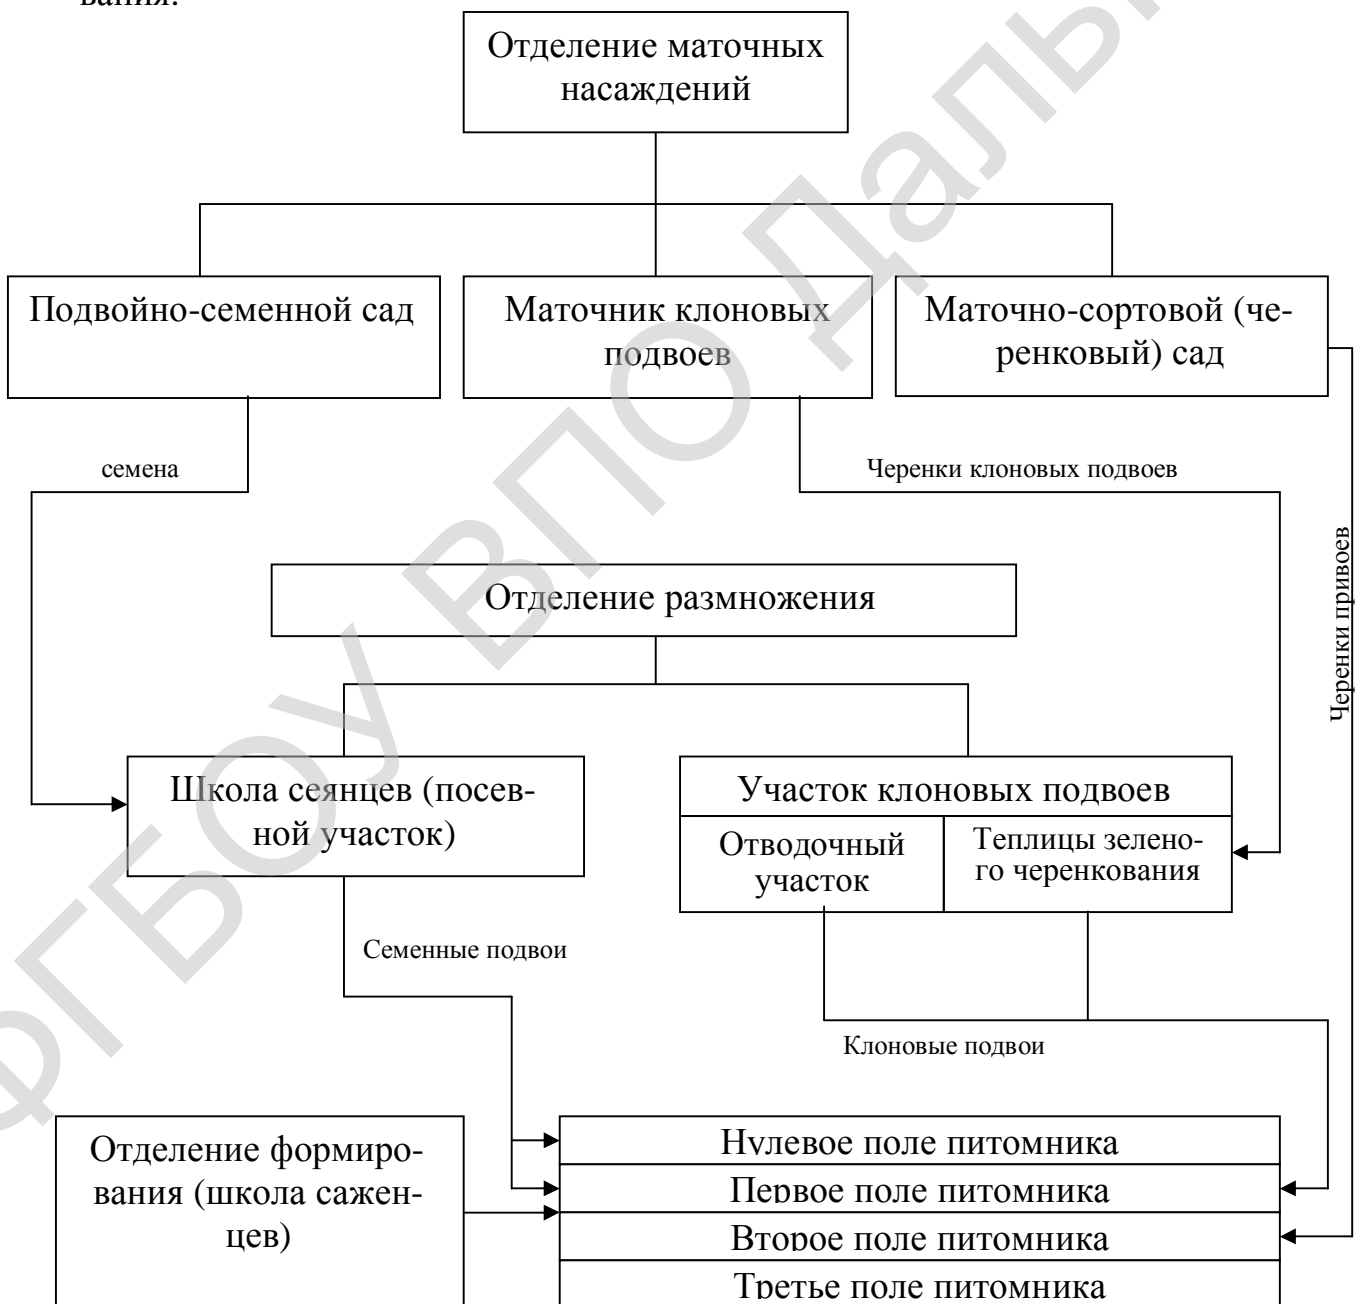 вания.
Отделение маточных
насаждений
Подвойно-семенной сад
Маточник клоновых
подвоев
Маточно-сортовой (че-
ренковый) сад
семена
Черенки клоновых подвоев
Черенки привоев
Отделение размножения
Школа сеянцев (посев-
ной участок)
Участок клоновых подвоев
Отводочный
участок
Теплицы зелено-
го черенкования
Семенные подвои
Клоновые подвои
Отделение формиро-
вания (школа сажен-
цев)
Нулевое поле питомника
Первое поле питомника
Второе поле питомника
Третье поле питомника
ФГБОУ ВПО Даль